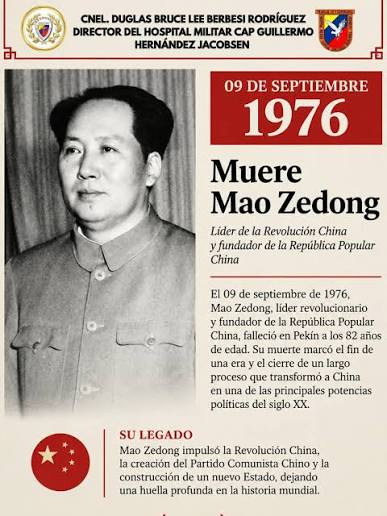 CNEL. DUGLAS BRUCE LEE BERBESI RODRÍGUEZ
DIRECTOR DEL HOSPITAL MILITAR CAP GUILLERMO
HERNÁNDEZ JACOBSEN
09 DE SEPTIEMBRE
1976
Muere
Mao Zedong
Líder de la Revolución China
y fundador de la República Popular
China
El 09 de septiembre de 1976,
Mao Zedong, líder revolucionario
y fundador de la República Popular
China, falleció en Pekín a los 82 años
de edad. Su muerte marcó el fin de
una era y el cierre de un largo
proceso que transformó a China
en una de las principales potencias
políticas del siglo XX.
SU LEGADO
Mao Zedong impulsó la Revolución China,
la creación del Partido Comunista Chino y la
construcción de un nuevo Estado, dejando
una huella profunda en la historia mundial.